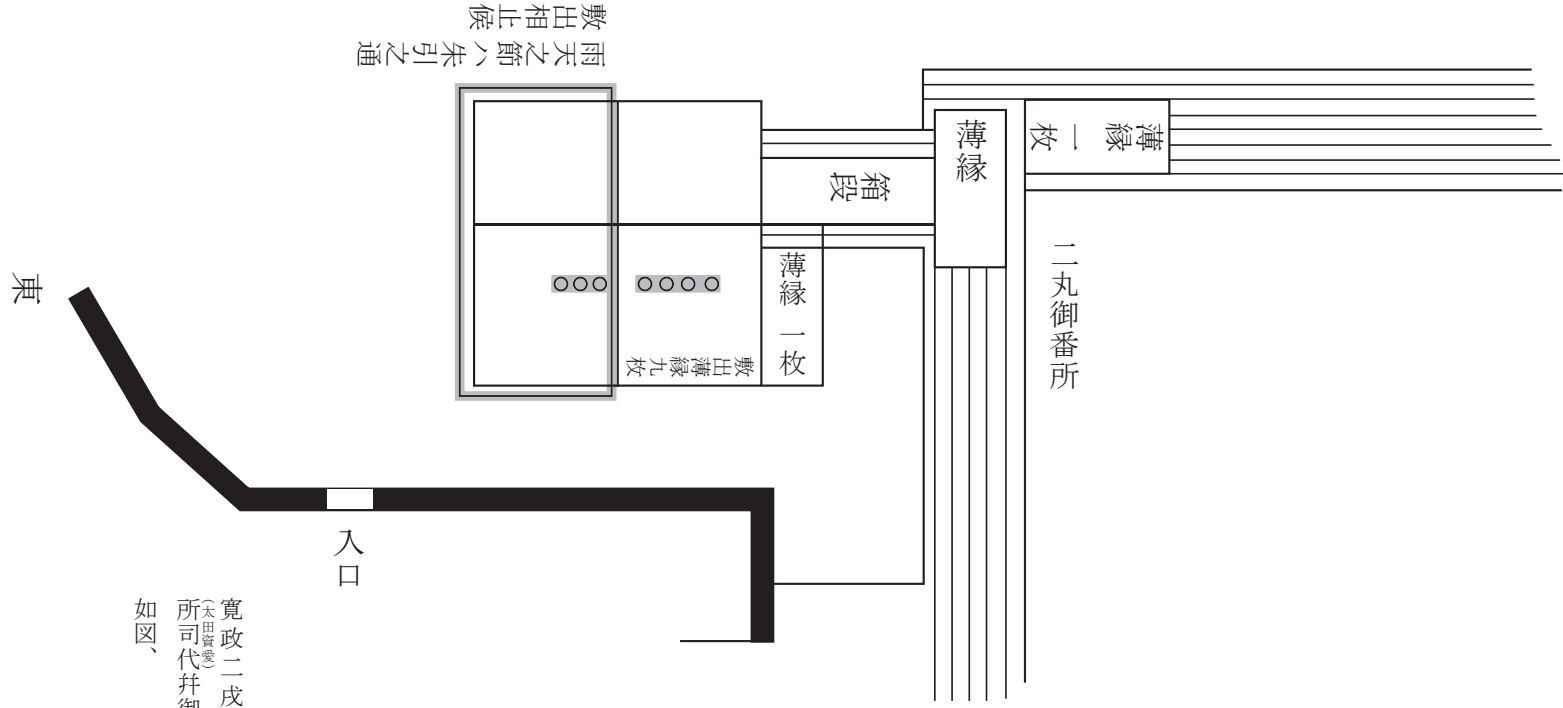 二丸御番所
薄縁一枚
薄縁
箱段
薄縁一枚
敷出薄縁九枚
雨天之節ハ朱引之通
敷出相止候
東
入口
寛政二戌
(太田資愛)
所司代并御
如図、